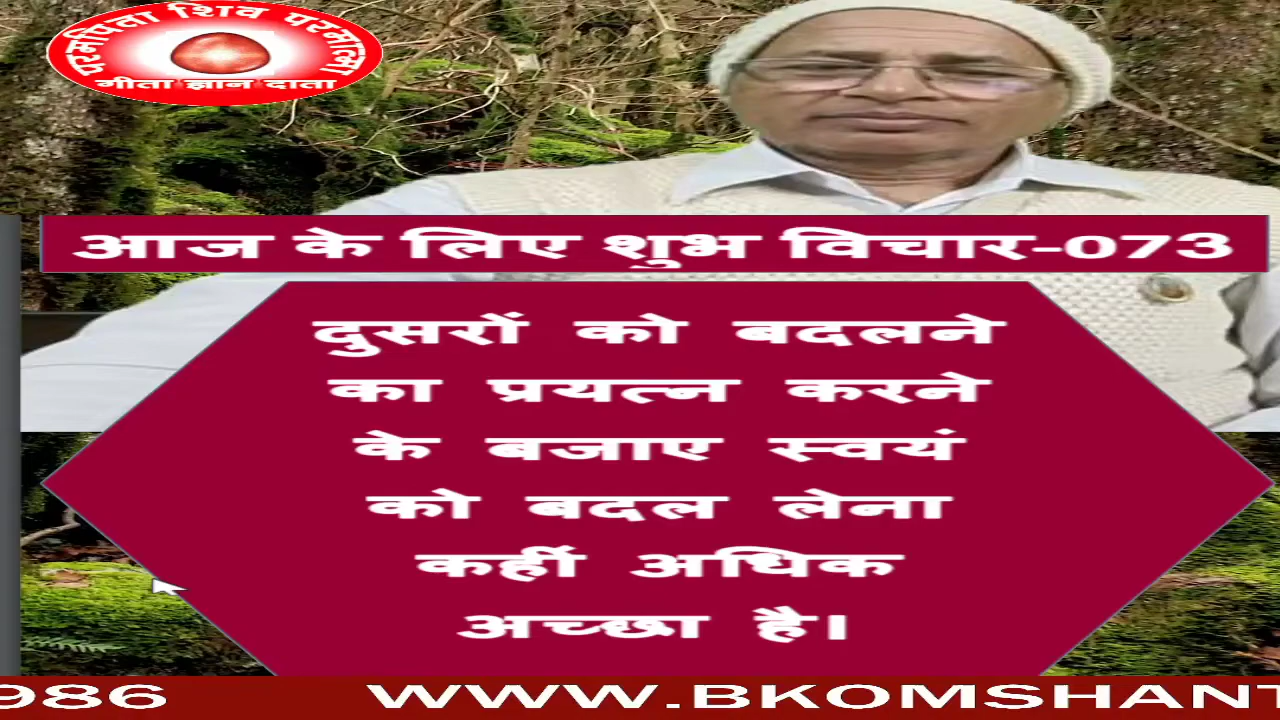 परमपिता शिव परमात्मा
गीता ज्ञान दाता
आज के लिए शुभ विचार-073
दुसरों को बदलने
का प्रयत्न करने
के बजाए स्वयं
को बदल लेना
कहीं अधिक
अच्छा है।
986 WWW.BKOMSHANT